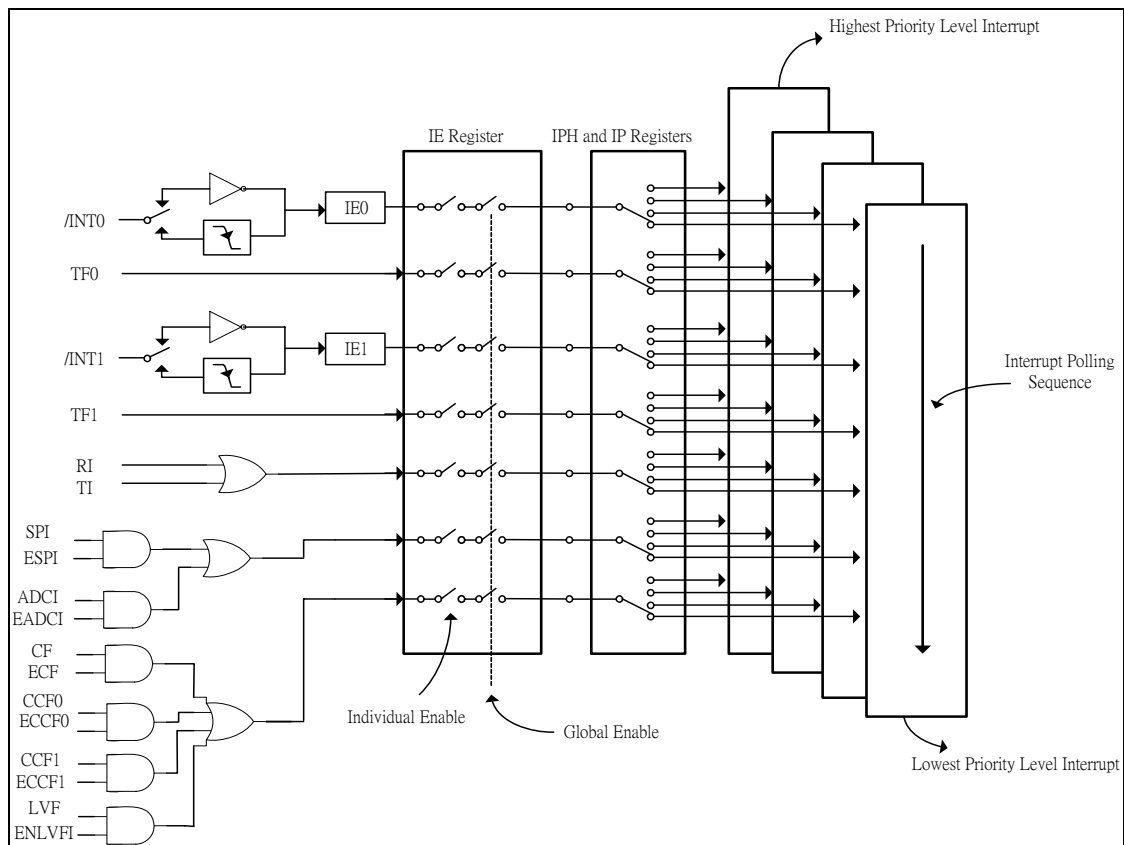 Highest Priority Level Interrupt
IE Register
IPH and IP Registers
/INT0
IE0
TF0
/INT1
IE1
Interrupt Polling
Sequence
TF1
RI
TI
SPI
ESPI
ADCI
EADCI
CF
ECF
CCF0
ECCF0
Individual Enable
Global Enable
CCF1
ECCF1
Lowest Priority Level Interrupt
LVF
ENLVFI